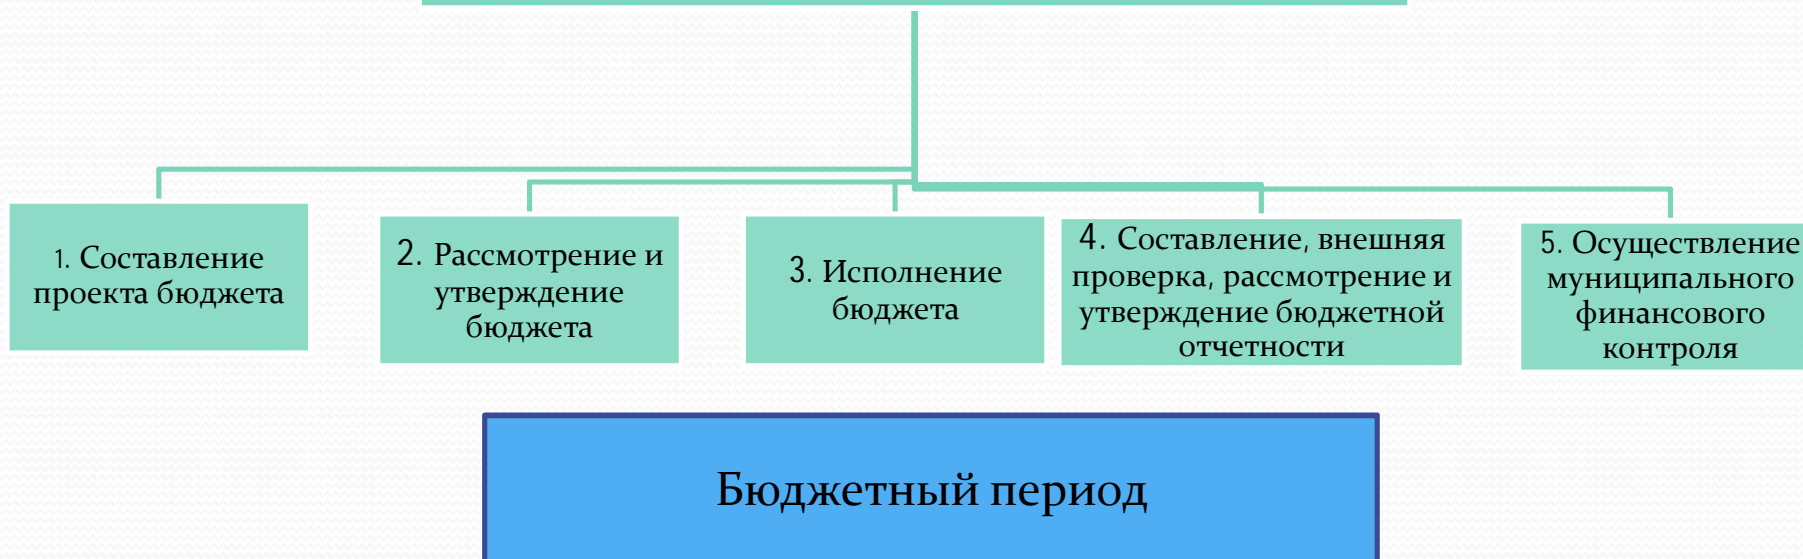 1. Составление
проекта бюджета
2. Рассмотрение и
утверждение
бюджета
3. Исполнение
бюджета
4. Составление, внешняя
проверка, рассмотрение и
утверждение бюджетной
отчетности
5. Осуществление
муниципального
финансового
контроля
Бюджетный период